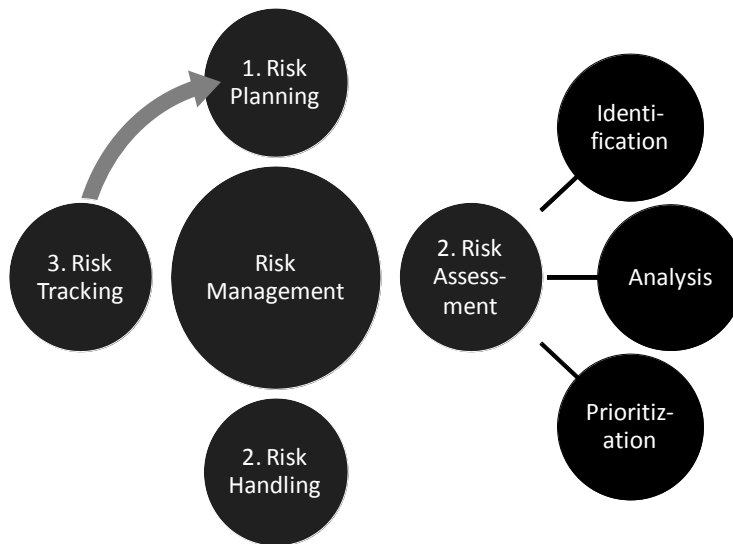 1. Risk
Planning
Identi-
fication
3. Risk
Tracking
Risk
Management
2. Risk
Assess-
ment
Analysis
Prioritiz-
ation
2. Risk
Handling